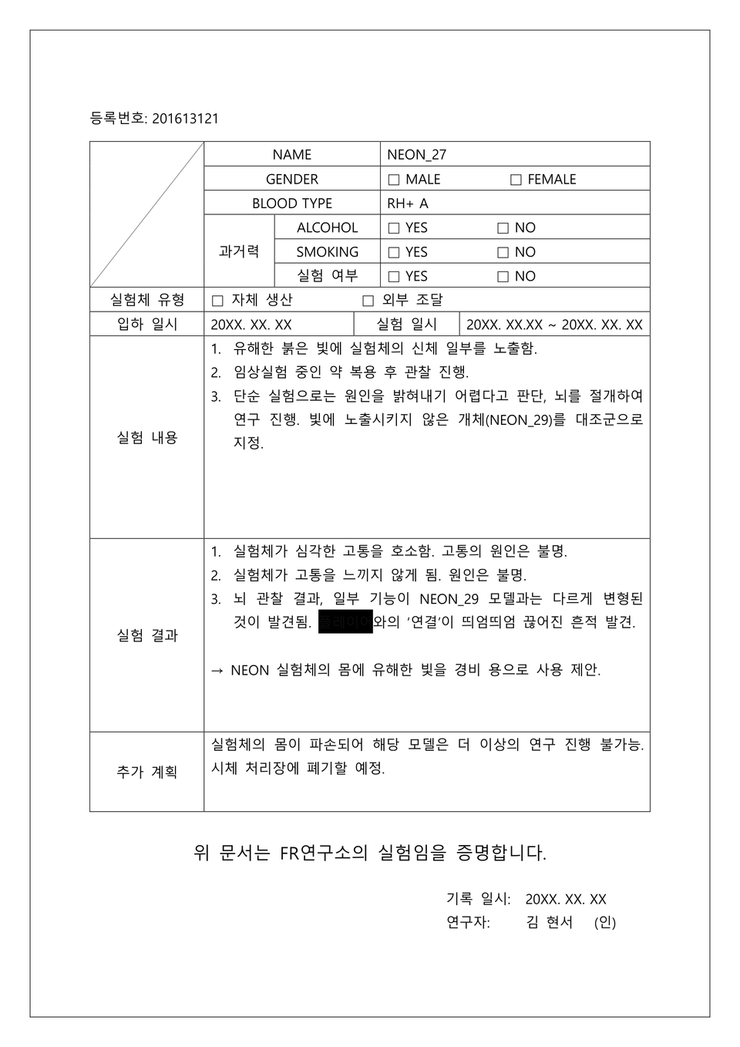 등록번호: 201613121
NAME NEON_27
GENDER □ MALE □ FEMALE
BLOOD TYPE RH+ A
과거력
ALCOHOL □ YES □ NO
SMOKING □ YES □ NO
실험 여부 □ YES □ NO
실험체 유형 □ 자체 생산 □ 외부 조달
입하 일시 20XX. XX. XX 실험 일시 20XX. XX.XX ~ 20XX. XX. XX
실험 내용
1. 유해한 붉은 빛에 실험체의 신체 일부를 노출함.
2. 임상실험 중인 약 복용 후 관찰 진행.
3. 단순 실험으로는 원인을 밝혀내기 어렵다고 판단, 뇌를 절개하여
연구 진행. 빛에 노출시키지 않은 개체(NEON_29)를 대조군으로
지정.
실험 결과
1. 실험체가 심각한 고통을 호소함. 고통의 원인은 불명.
2. 실험체가 고통을 느끼지 않게 됨. 원인은 불명.
3. 뇌 관찰 결과, 일부 기능이 NEON_29 모델과는 다르게 변형된
것이 발견됨. 와의 '연결'이 띄엄띄엄 끊어진 흔적 발견.
→ NEON 실험체의 몸에 유해한 빛을 경비 용으로 사용 제안.
추가 계획
실험체의 몸이 파손되어 해당 모델은 더 이상의 연구 진행 불가능.
시체 처리장에 폐기할 예정.
위 문서는 FR연구소의 실험임을 증명합니다.
기록 일시: 20XX. XX. XX
연구자: 김 현서 (인)